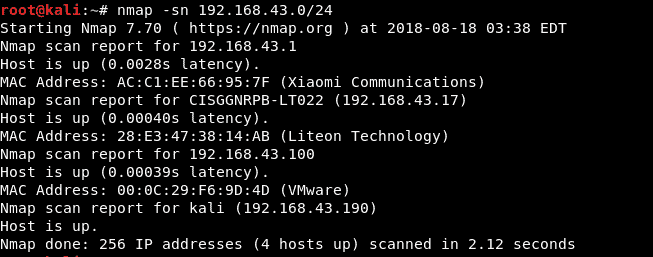 root@kali:~# nmap -sn 192.168.43.0/24
Starting Nmap 7.70 ( https://nmap.org ) at 2018-08-18 03:38 EDT
Nmap scan report for 192.168.43.1
Host is up (0.0028s latency).
MAC Address: AC:C1:EE:66:95:7F (Xiaomi Communications)
Nmap scan report for CISGGNRPB-LT022 (192.168.43.17)
Host is up (0.00040s latency).
MAC Address: 28:E3:47:38:14:AB (Liteon Technology)
Nmap scan report for 192.168.43.100
Host is up (0.00039s latency).
MAC Address: 00:0C:29:F6:9D:4D (VMware)
Nmap scan report for kali (192.168.43.190)
Host is up.
Nmap done: 256 IP addresses (4 hosts up) scanned in 2.12 seconds